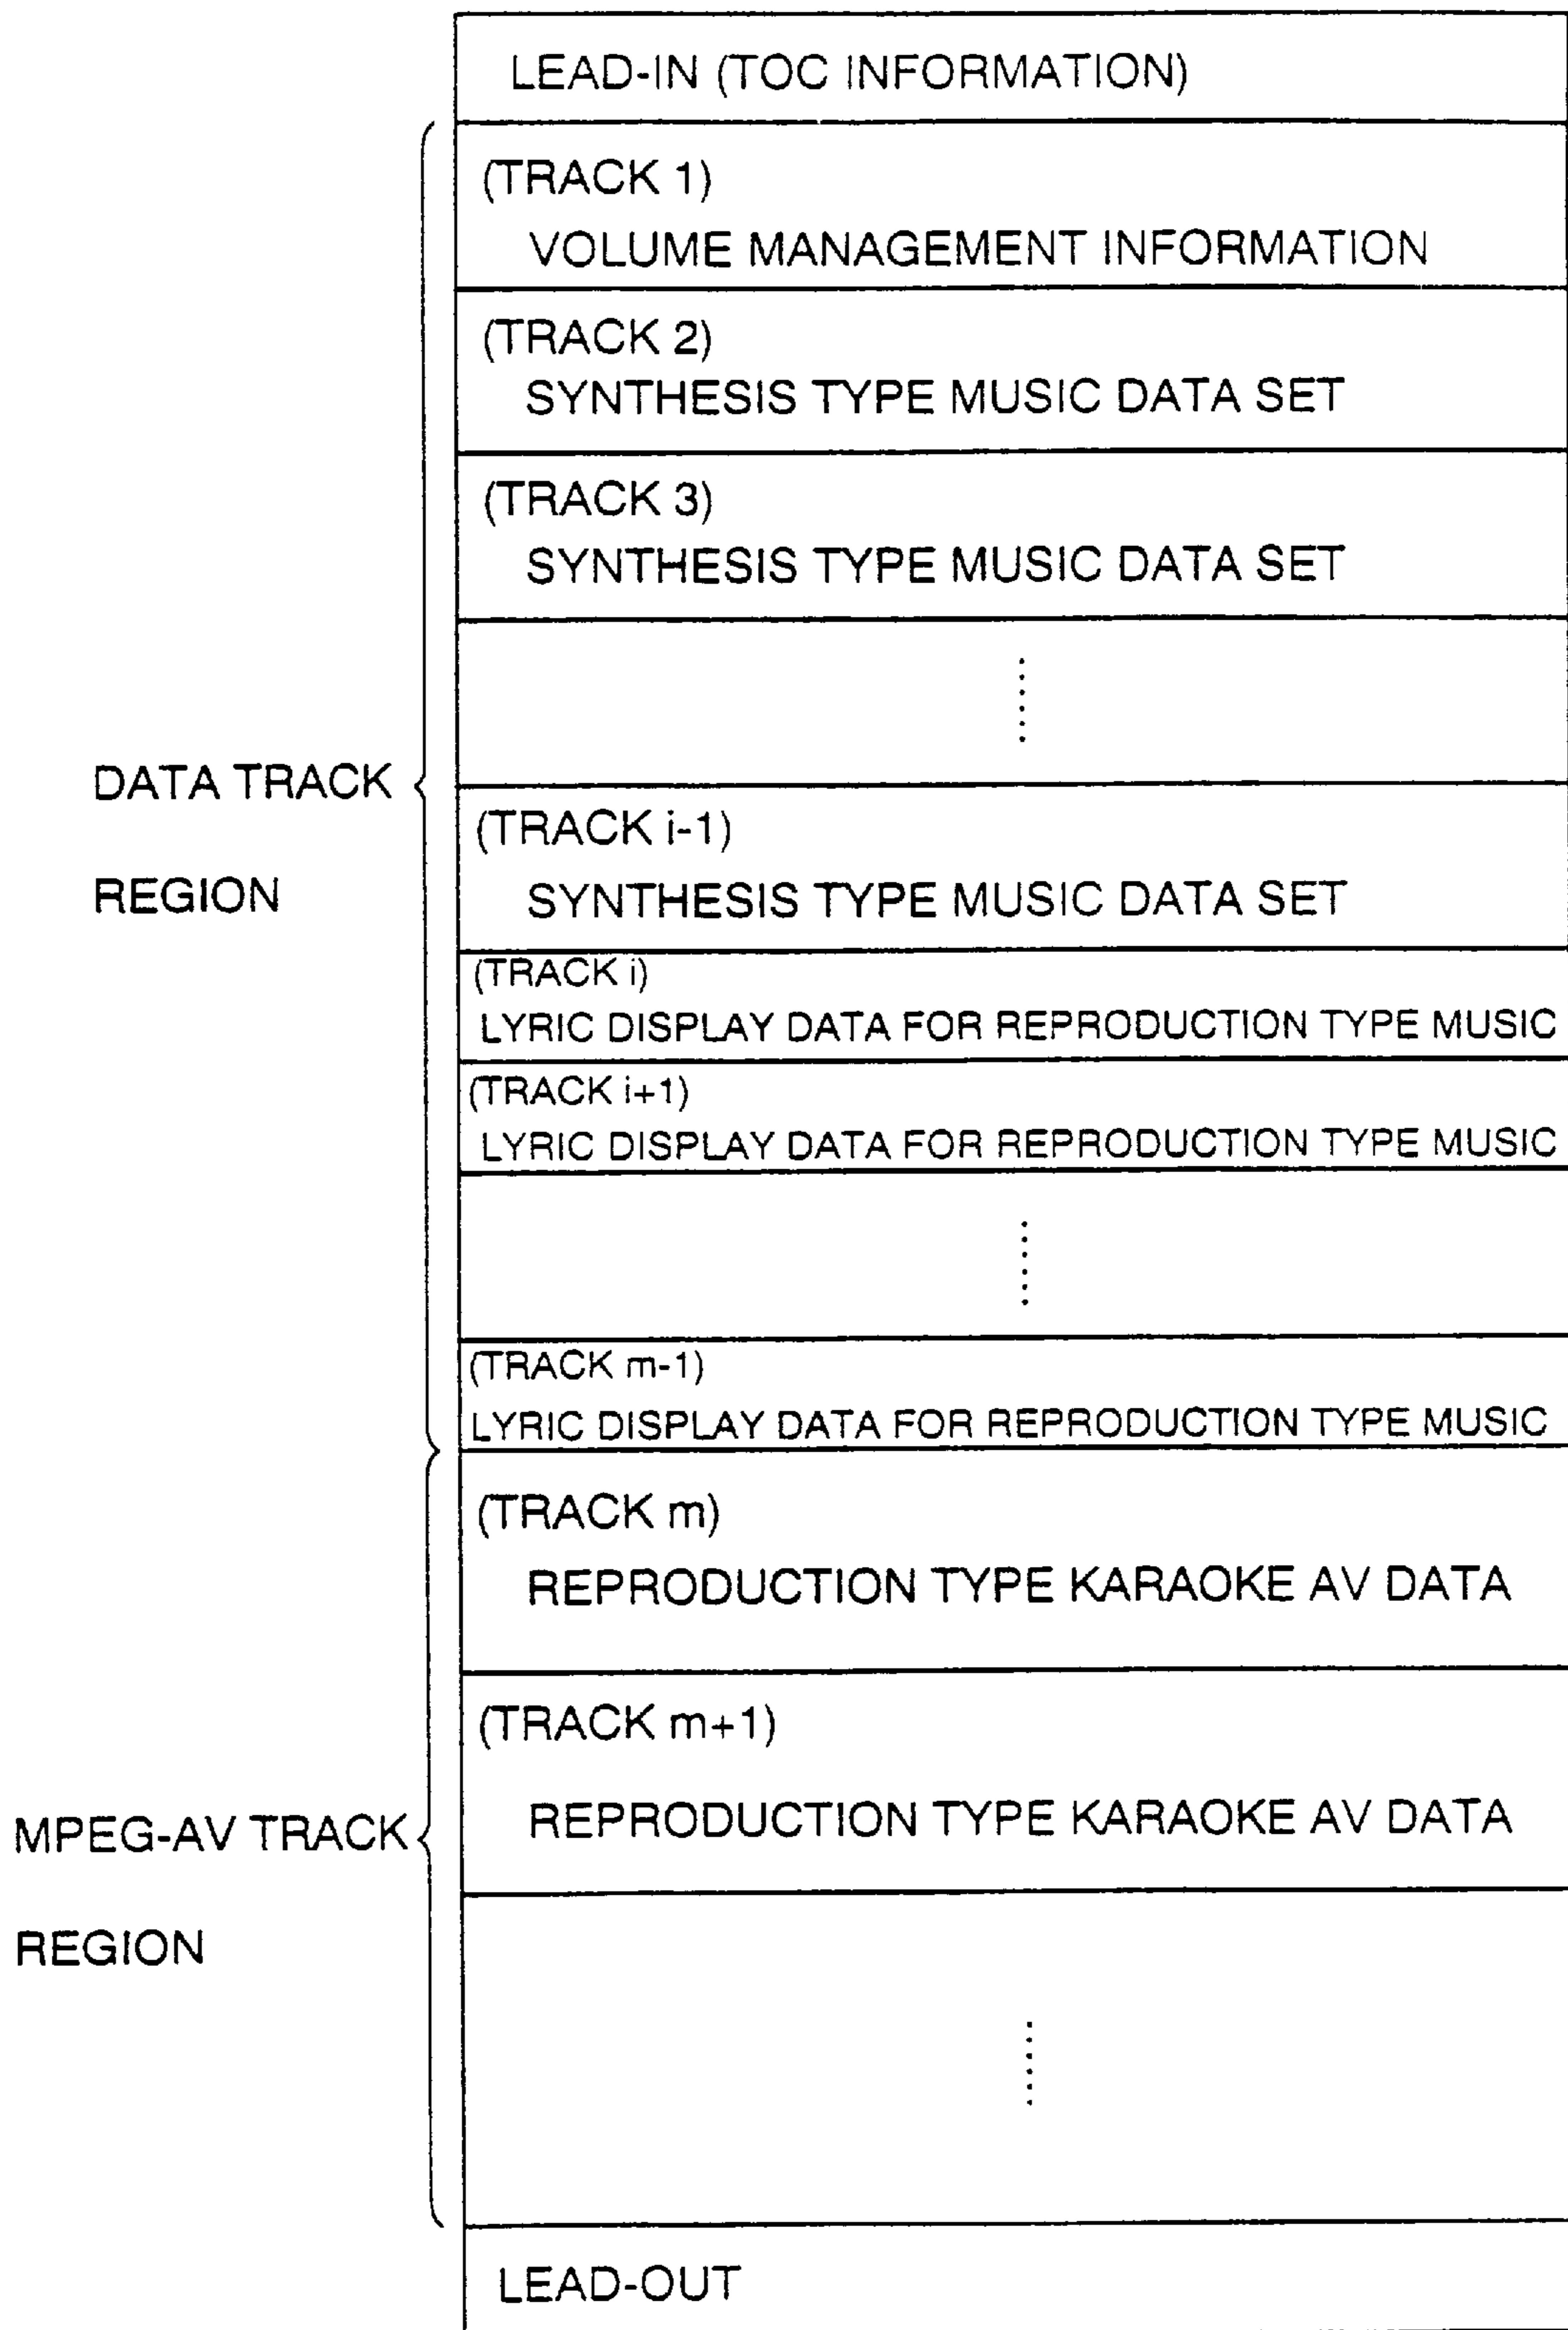 LEAD-IN (TOC INFORMATION)
(TRACK 1)
VOLUME MANAGEMENT INFORMATION
(TRACK 2)
SYNTHESIS TYPE MUSIC DATA SET
(TRACK 3)
SYNTHESIS TYPE MUSIC DATA SET
DATA TRACK
REGION
(TRACK i-1)
SYNTHESIS TYPE MUSIC DATA SET
(TRACK i)
LYRIC DISPLAY DATA FOR REPRODUCTION TYPE MUSIC
(TRACK i+1)
LYRIC DISPLAY DATA FOR REPRODUCTION TYPE MUSIC
(TRACK m-1)
LYRIC DISPLAY DATA FOR REPRODUCTION TYPE MUSIC
(TRACK m)
REPRODUCTION TYPE KARAOKE AV DATA
(TRACK m+1)
REPRODUCTION TYPE KARAOKE AV DATA
MPEG-AV TRACK
REGION
LEAD-OUT